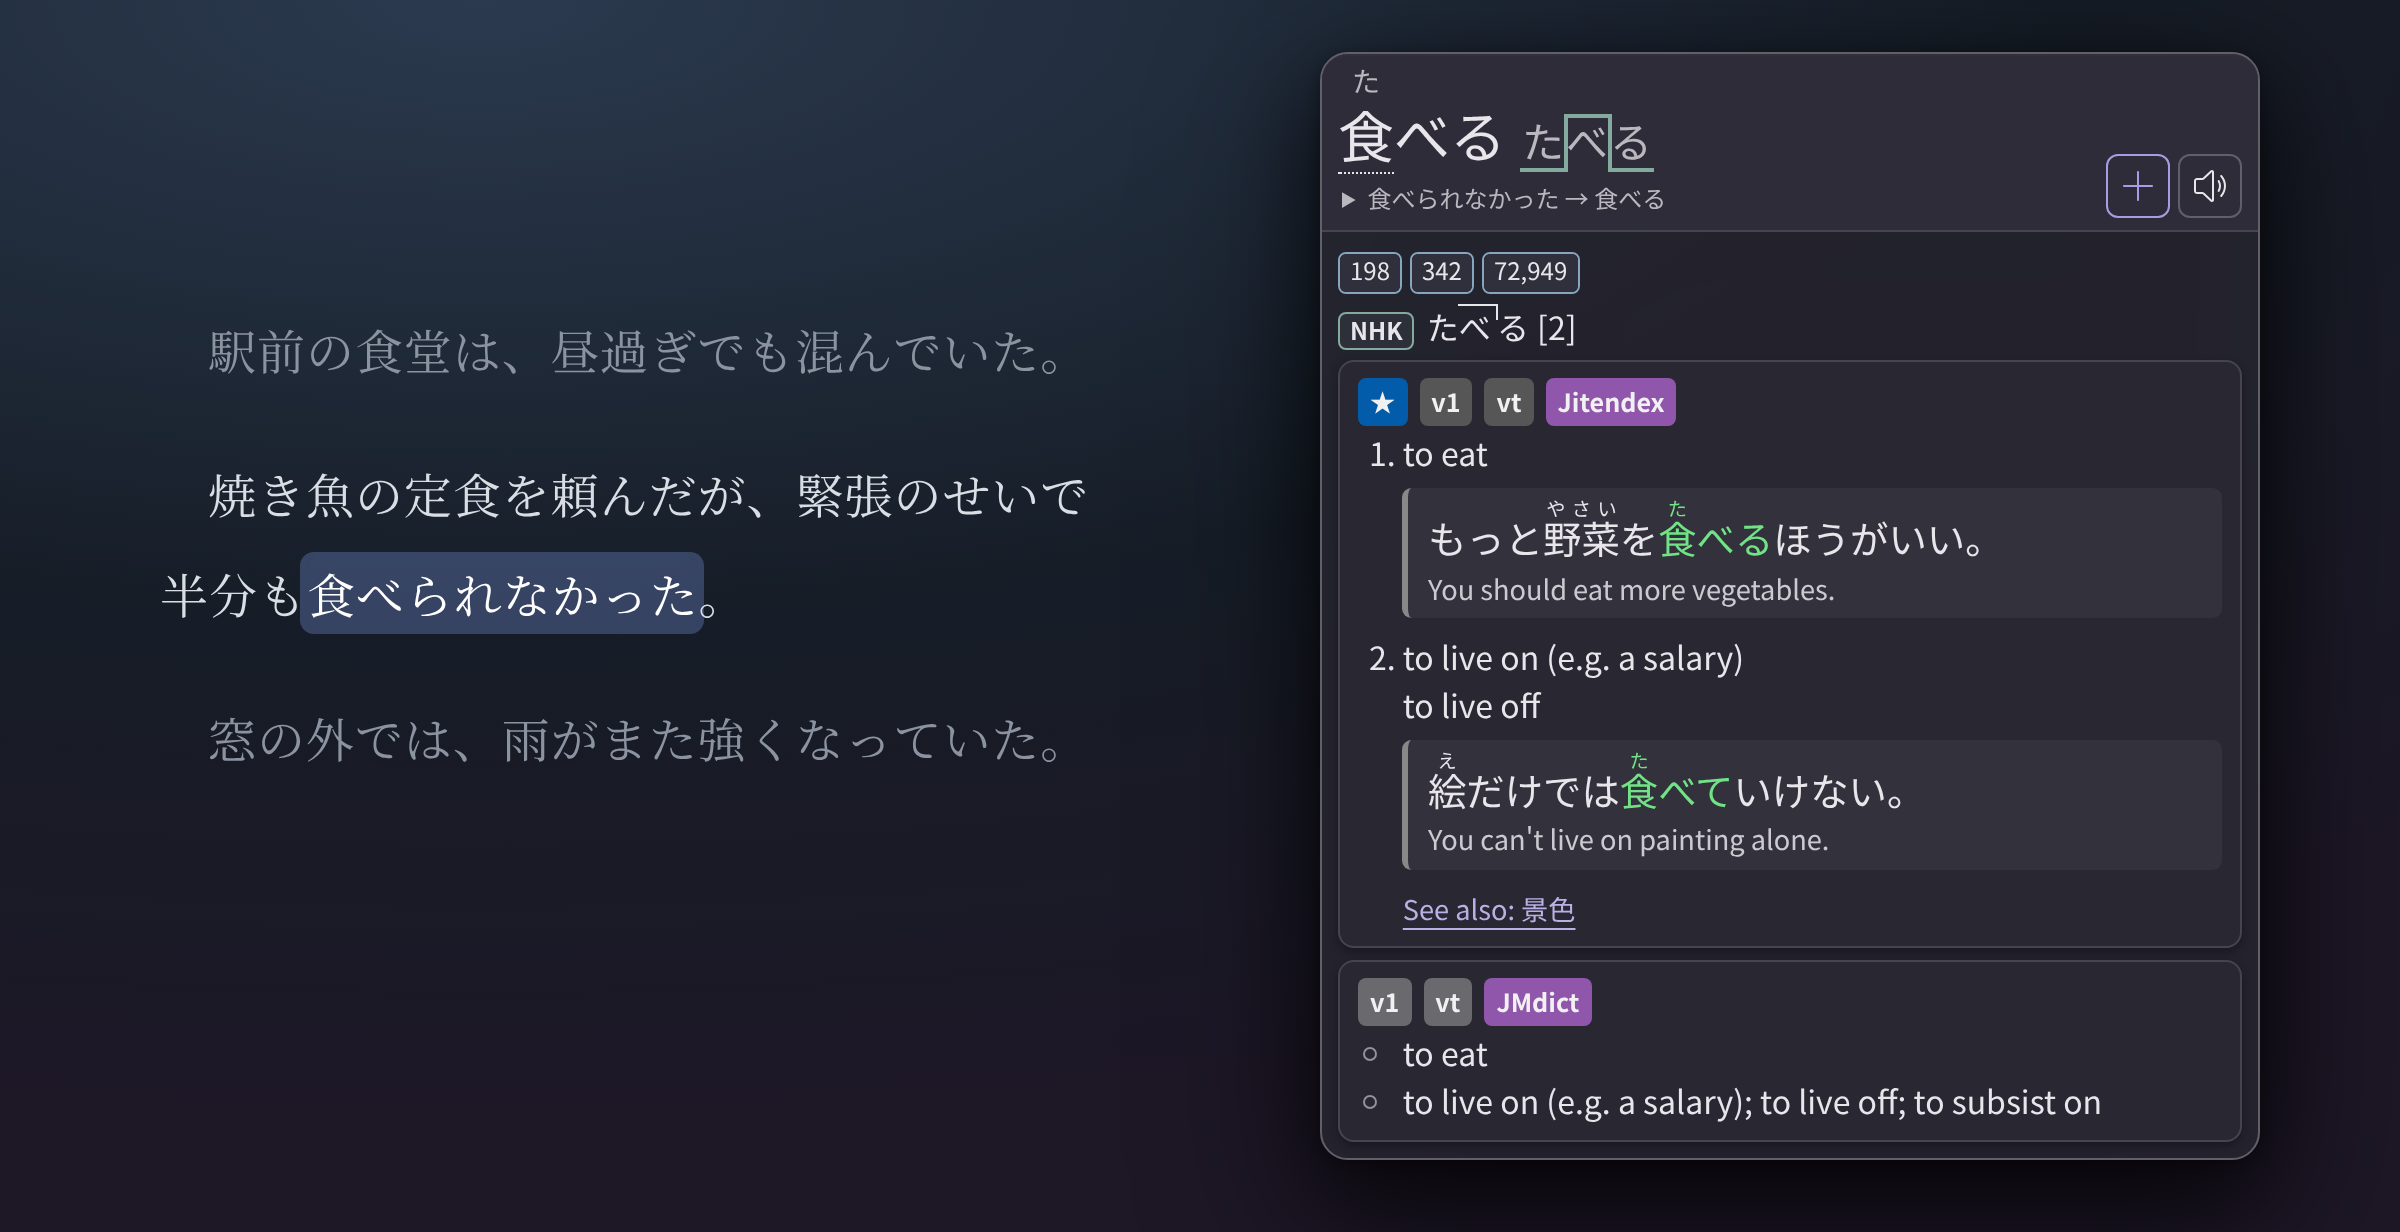 駅前の食堂は、昼過ぎでも混んでいた。
焼き魚の定食を頼んだが、緊張のせいで
半分も食べられなかった。
窓の外では、雨がまた強くなっていた。
た
食べる たべる
▶ 食べられなかった → 食べる
198 342 72,949
NHK たべる [2]
★ v1 vt Jitendex
1. to eat
やさい た
もっと野菜を食べるほうがいい。
You should eat more vegetables.
2. to live on (e.g. a salary)
to live off
え た
絵だけでは食べていけない。
You can't live on painting alone.
See also: 景色
v1 vt JMdict
to eat
to live on (e.g. a salary); to live off; to subsist on